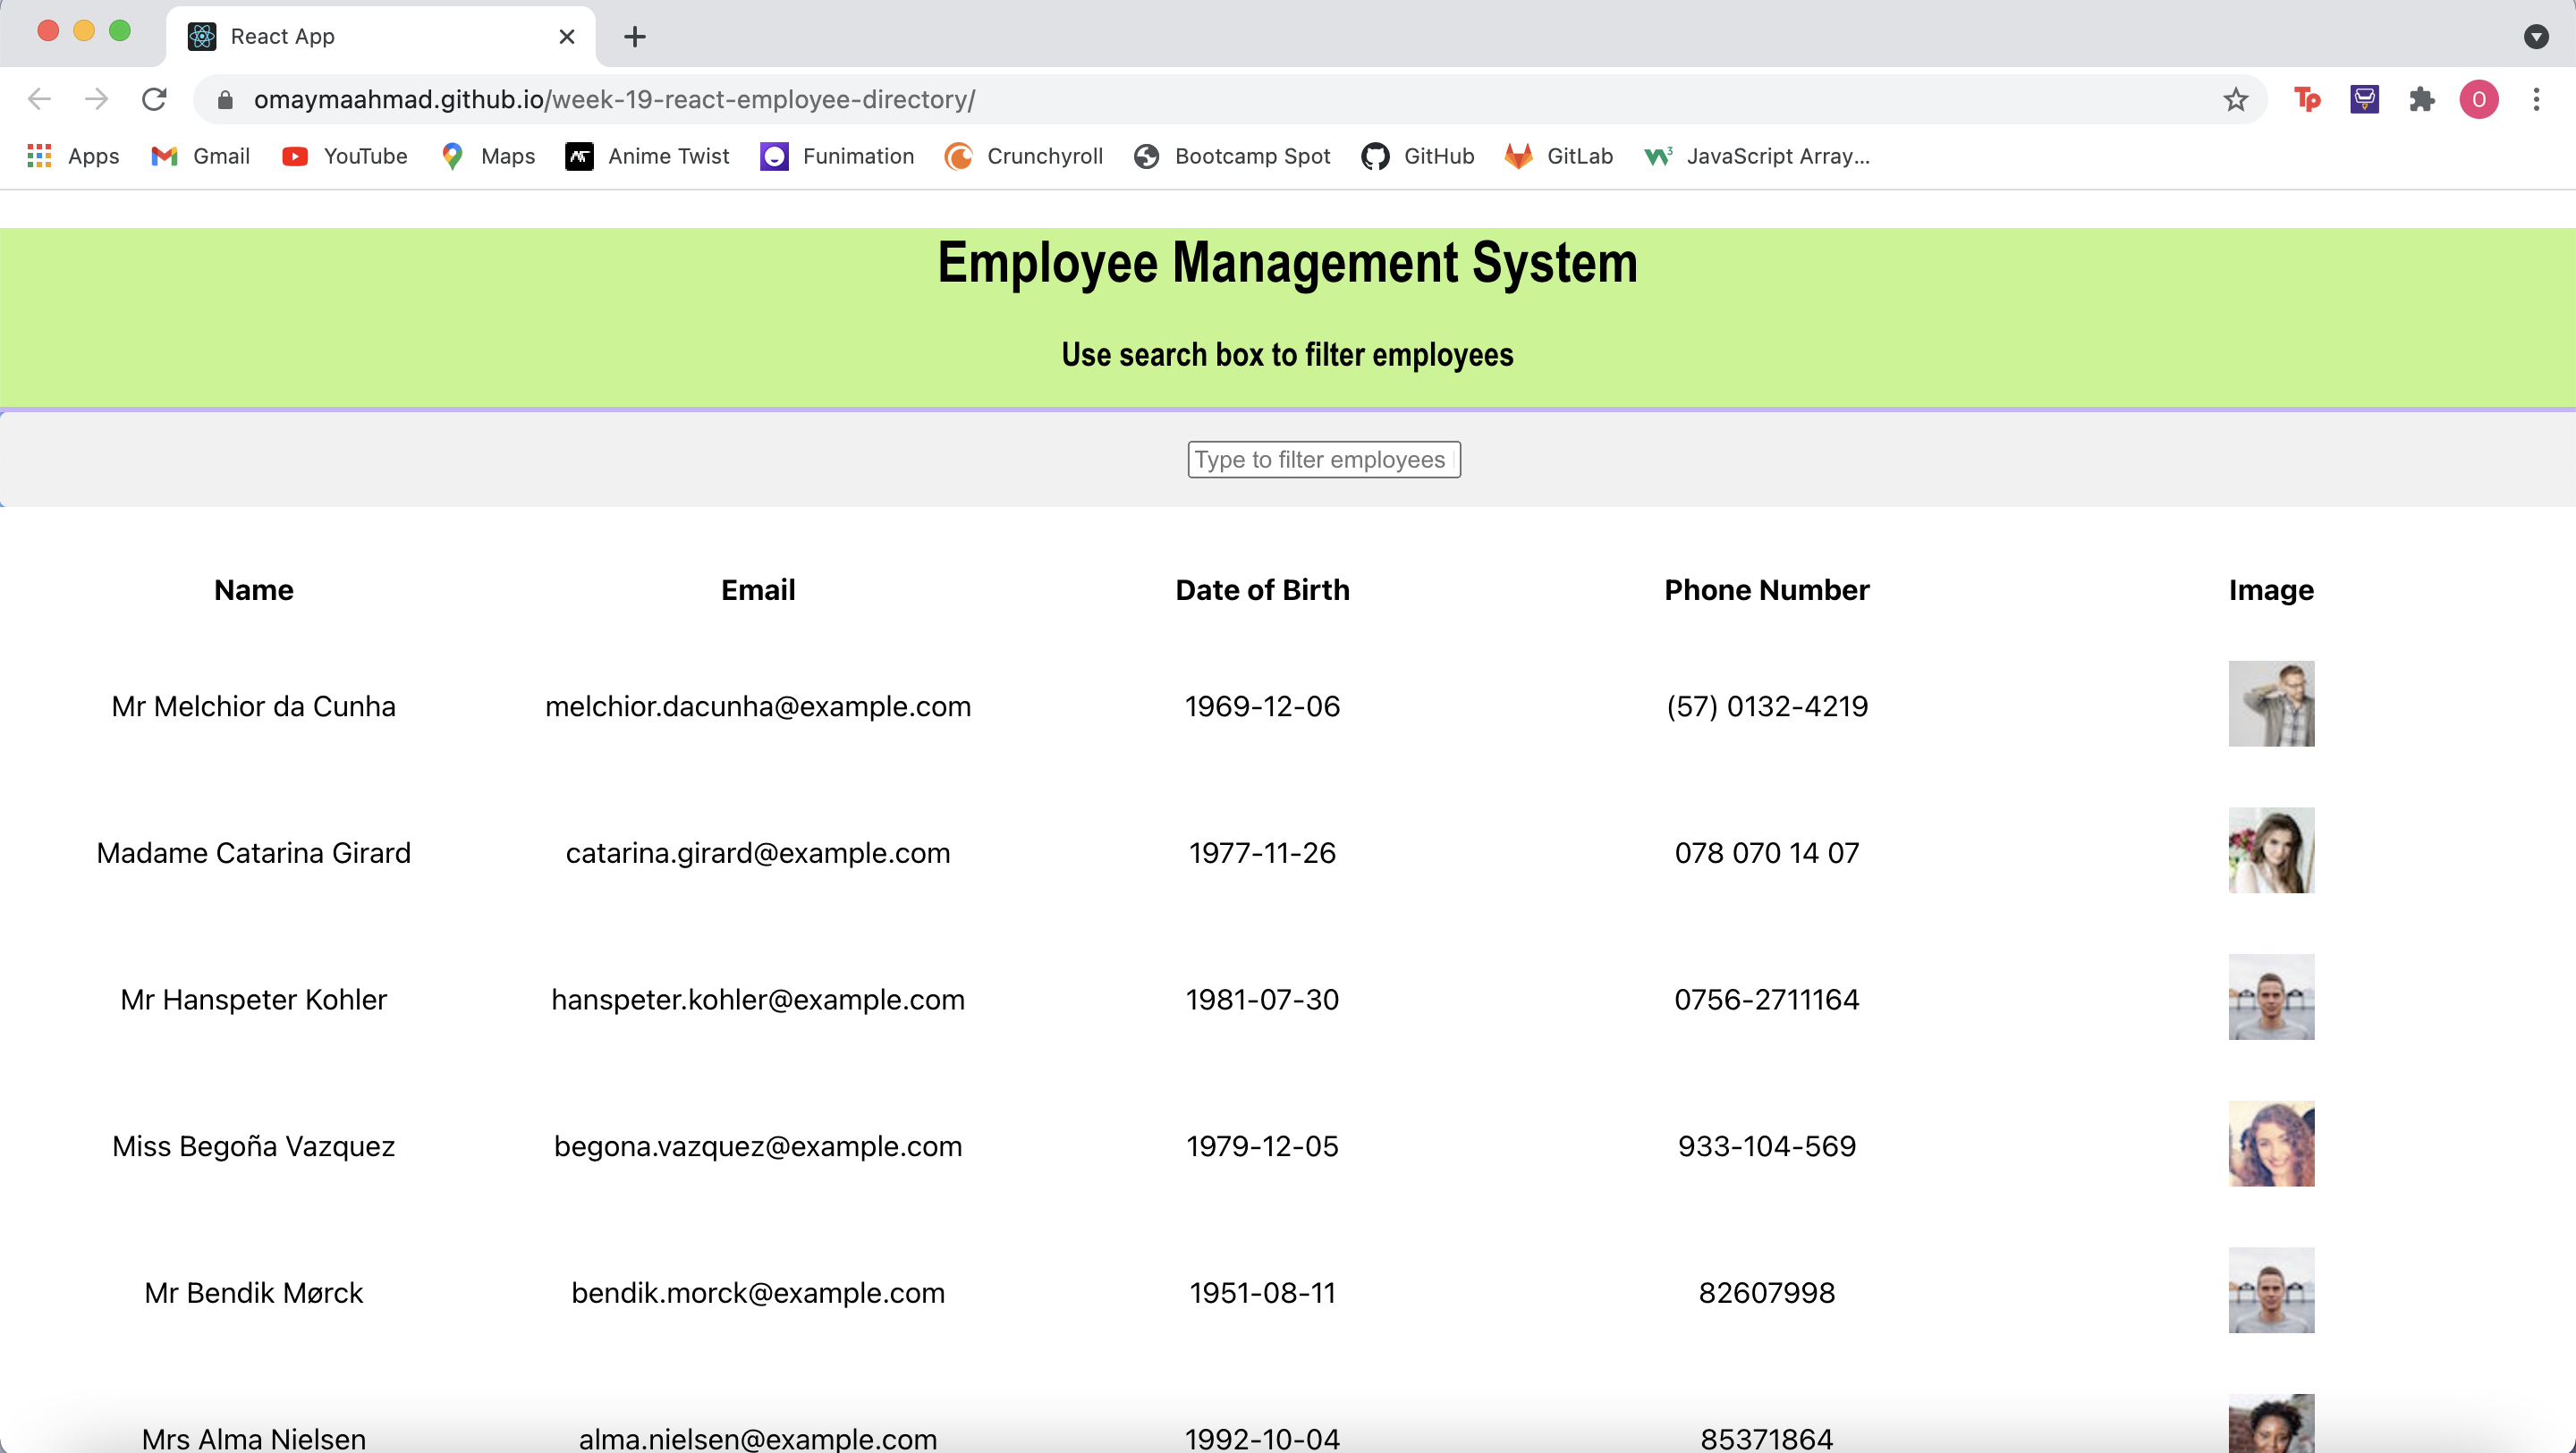 React App
omaymaahmad.github.io/week-19-react-employee-directory/
Tp
O
Apps Gmail YouTube Maps Anime Twist Funimation Crunchyroll Bootcamp Spot GitHub GitLab JavaScript Array...
Employee Management System
Use search box to filter employees
Type to filter employees
Name Email Date of Birth Phone Number Image
Mr Melchior da Cunha melchior.dacunha@example.com 1969-12-06 (57) 0132-4219
Madame Catarina Girard catarina.girard@example.com 1977-11-26 078 070 14 07
Mr Hanspeter Kohler hanspeter.kohler@example.com 1981-07-30 0756-2711164
Miss Begoña Vazquez begona.vazquez@example.com 1979-12-05 933-104-569
Mr Bendik Mørck bendik.morck@example.com 1951-08-11 82607998
Mrs Alma Nielsen alma.nielsen@example.com 1992-10-04 85371864